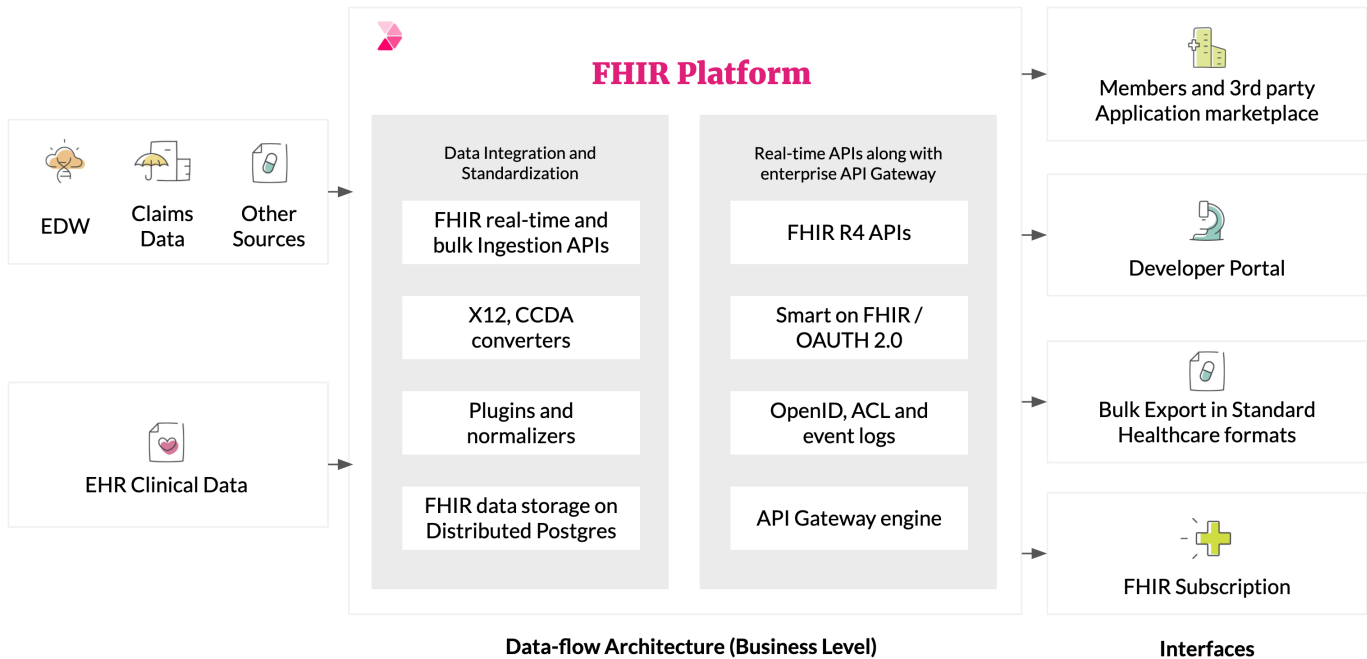 FHIR Platform
EDW
Claims
Data
Other
Sources
EHR Clinical Data
Data Integration and
Standardization
FHIR real-time and
bulk Ingestion APIs
X12, CCDA
converters
Plugins and
normalizers
FHIR data storage on
Distributed Postgres
Real-time APIs along with
enterprise API Gateway
FHIR R4 APIs
Smart on FHIR /
OAUTH 2.0
OpenID, ACL and
event logs
API Gateway engine
Members and 3rd party
Application marketplace
Developer Portal
Bulk Export in Standard
Healthcare formats
FHIR Subscription
Data-flow Architecture (Business Level)
Interfaces